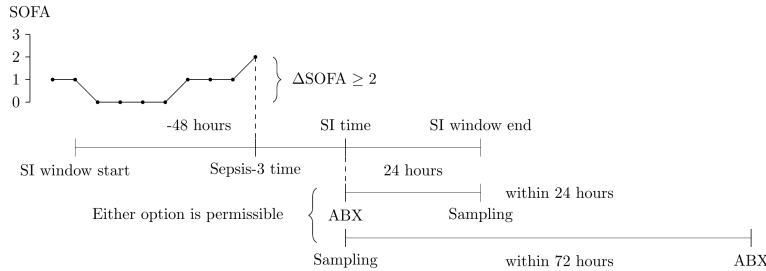 SOFA
3
2
1
0
ΔSOFA ≥ 2
-48 hours
SI time
SI window end
SI window start
Sepsis-3 time
24 hours
within 24 hours
Either option is permissible
ABX
Sampling
Sampling
within 72 hours
ABX